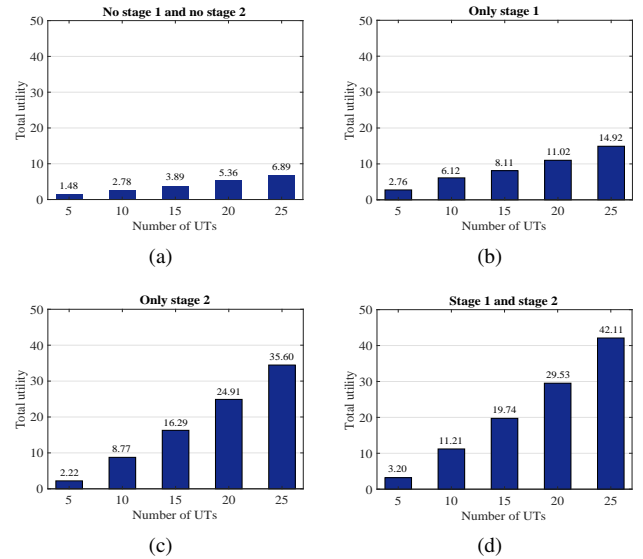 No stage 1 and no stage 2
50
40
30
20
10
0
Total utility
1.48
2.78
3.89
5.36
6.89
5 10 15 20 25
Number of UTs
(a)
Only stage 1
50
40
30
20
10
0
Total utility
2.76
6.12
8.11
11.02
14.92
5 10 15 20 25
Number of UTs
(b)
Only stage 2
50
40
30
20
10
0
Total utility
2.22
8.77
16.29
24.91
35.60
5 10 15 20 25
Number of UTs
(c)
Stage 1 and stage 2
50
40
30
20
10
0
Total utility
3.20
11.21
19.74
29.53
42.11
5 10 15 20 25
Number of UTs
(d)